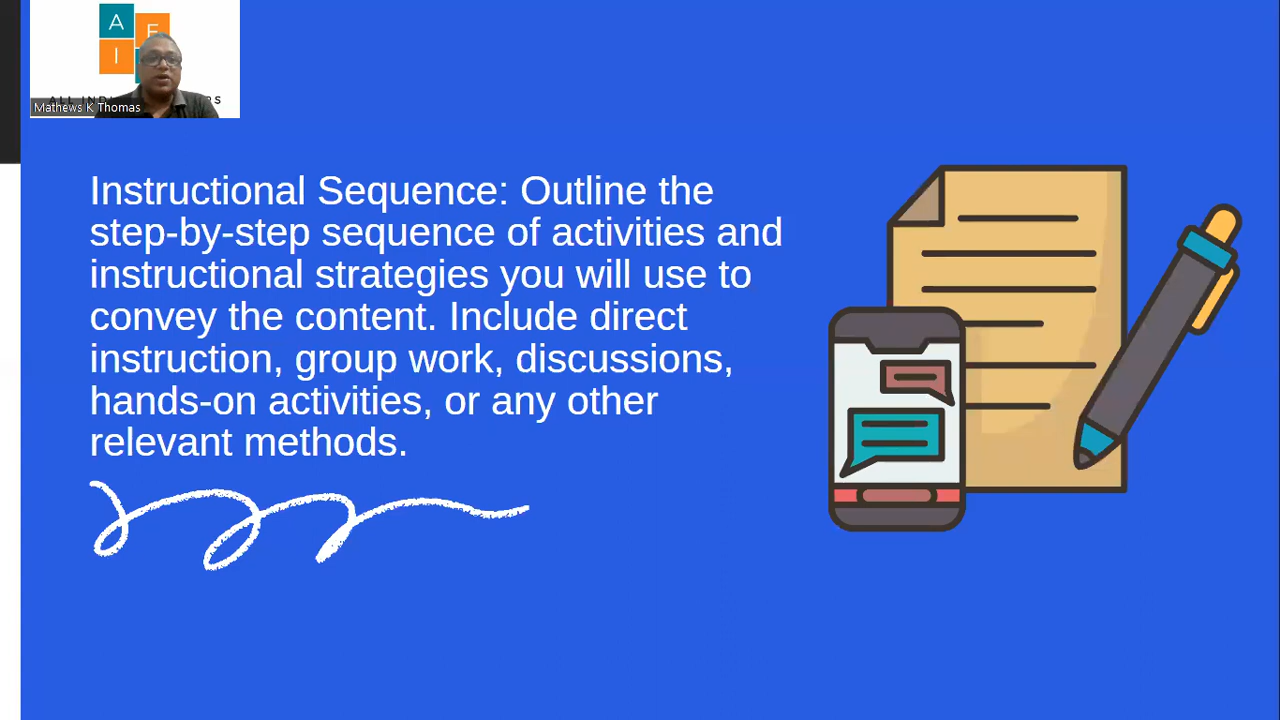 A
F
I
Mathews K Thomas
Instructional Sequence: Outline the
step-by-step sequence of activities and
instructional strategies you will use to
convey the content. Include direct
instruction, group work, discussions,
hands-on activities, or any other
relevant methods.